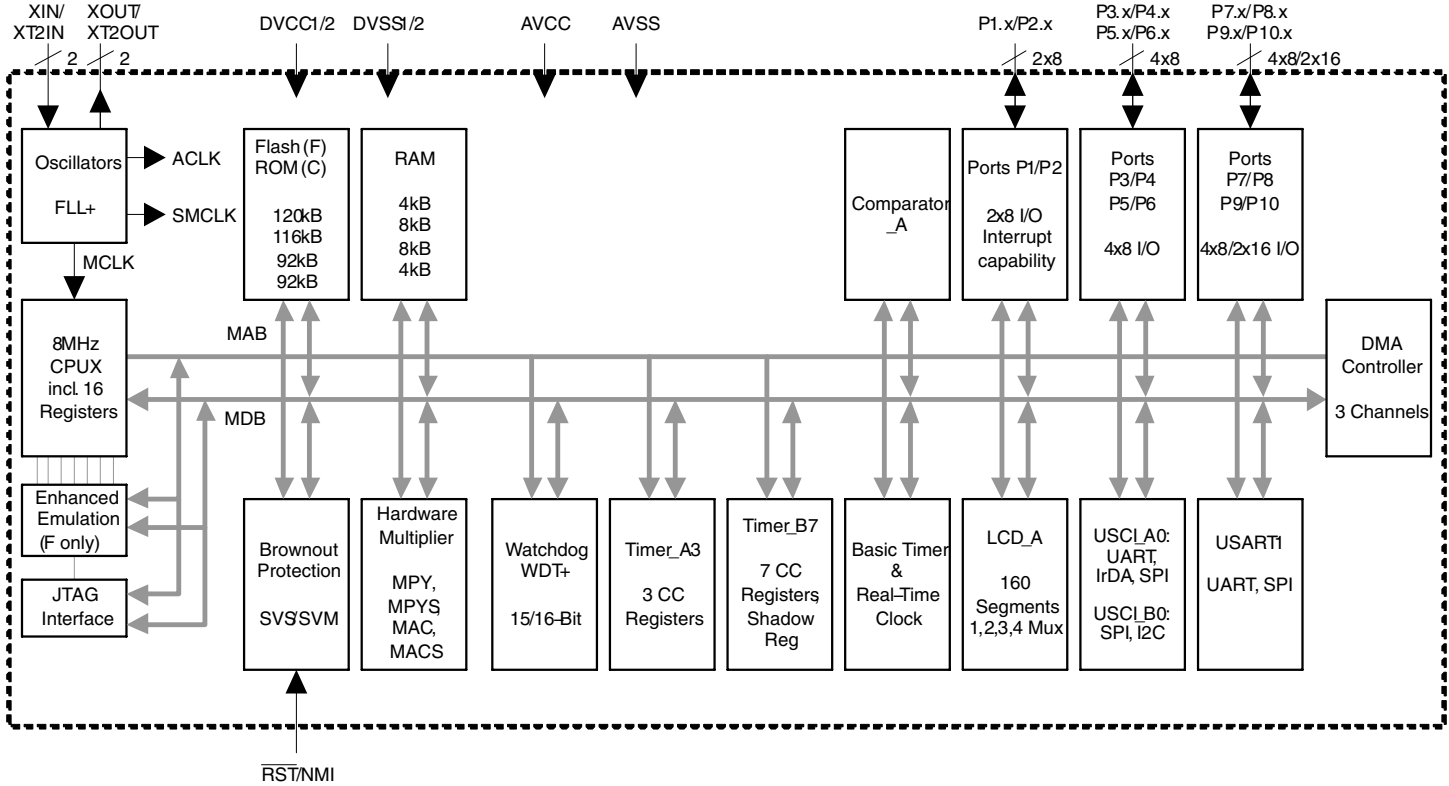 XIN/
XT2IN
XOUT/
XT2OUT
2
2
DVCC1/2
DVSS1/2
AVCC
AVSS
P1.x/P2.x
2x8
P3.x/P4.x
P5.x/P6.x
4x8
P7.x/P8.x
P9.x/P10.x
4x8/2x16
Oscillators
FLL+
ACLK
SMCLK
MCLK
Flash (F)
ROM (C)
120kB
116kB
92kB
92kB
RAM
4kB
8kB
8kB
4kB
Comparator
_A
Ports P1/P2
2x8 I/O
Interrupt
capability
Ports
P3/P4
P5/P6
4x8 I/O
Ports
P7/P8
P9/P10
4x8/2x16 I/O
8MHz
CPUX
incl. 16
Registers
MAB
MDB
DMA
Controller
3 Channels
Enhanced
Emulation
(F only)
JTAG
Interface
Brownout
Protection
SVS/SVM
Hardware
Multiplier
MPY,
MPYS,
MAC,
MACS
Watchdog
WDT+
15/16-Bit
Timer_A3
3 CC
Registers
Timer_B7
7 CC
Registers,
Shadow
Reg
Basic Timer
&
Real-Time
Clock
LCD_A
160
Segments
1,2,3,4 Mux
USCI_A0:
UART,
IrDA, SPI
USCI_B0:
SPI, I2C
USART1
UART, SPI
RST/NMI